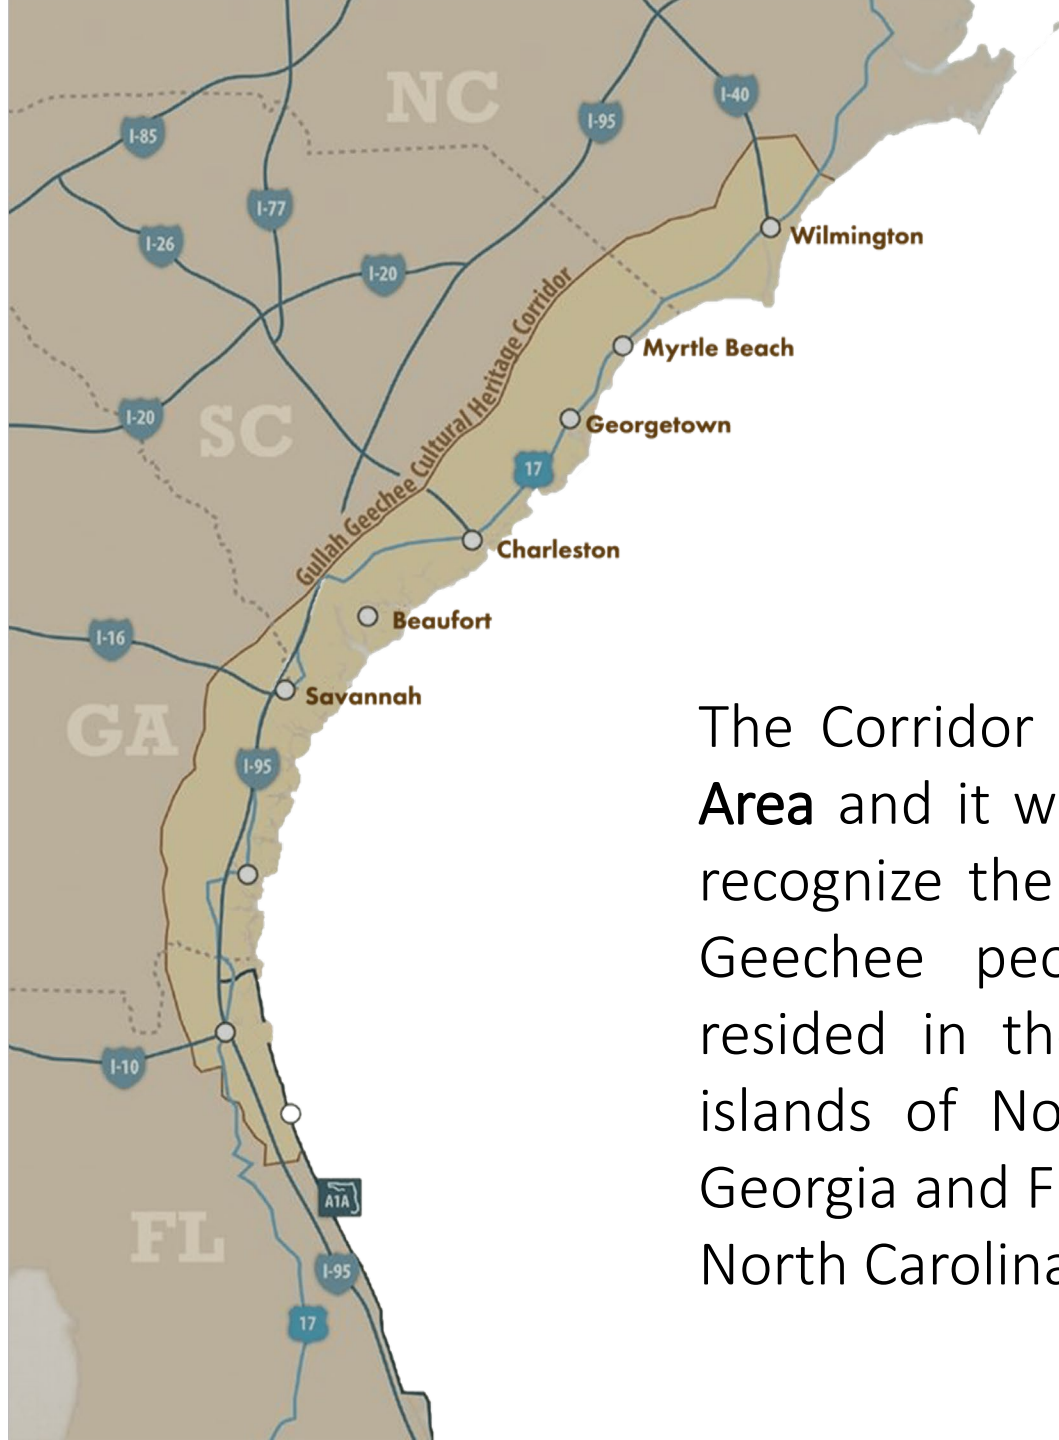 NC
I-40
I-95
I-85
I-77
I-26
I-20
Wilmington
Gullah Geechee Cultural Heritage Corridor
Myrtle Beach
I-20
SC
Georgetown
17
Charleston
Beaufort
I-16
Savannah
GA
I-95
I-10
A1A
FL
I-95
17
The Corridor
Area and it w
recognize the
Geechee peo
resided in th
islands of No
Georgia and F
North Carolina